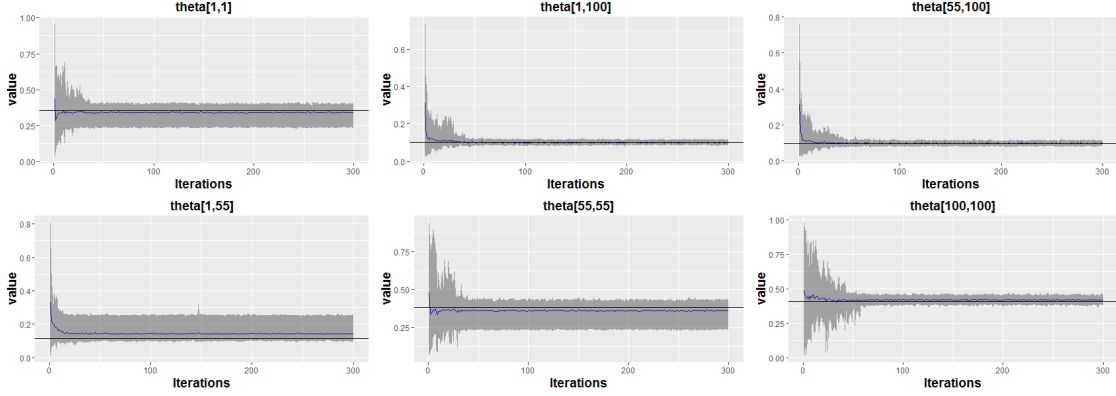 theta[1,1]
value
1.00
0.75
0.50
0.25
0.00
0
100
200
300
Iterations
theta[1,100]
value
0.6
0.4
0.2
0.0
0
100
200
300
Iterations
theta[55,100]
value
0.8
0.6
0.4
0.2
0.0
0
100
200
300
Iterations
theta[1,55]
value
0.8
0.6
0.4
0.2
0.0
0
100
200
300
Iterations
theta[55,55]
value
0.75
0.50
0.25
0
100
200
300
Iterations
theta[100,100]
value
1.00
0.75
0.50
0.25
0.00
0
100
200
300
Iterations